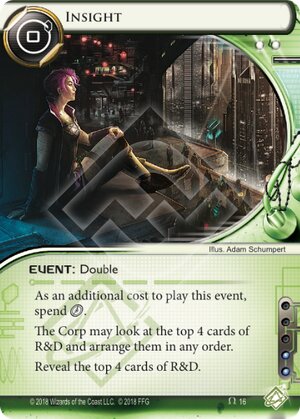 0
Insight
Illus. Adam Schumpert
EVENT: Double
As an additional cost to play this event,
spend.
The Corp may look at the top 4 cards of
R&D and arrange them in any order.
Reveal the top 4 cards of R&D.
© 2018 Wizards of the Coast LLC. © 2018 FFG
Ω 16